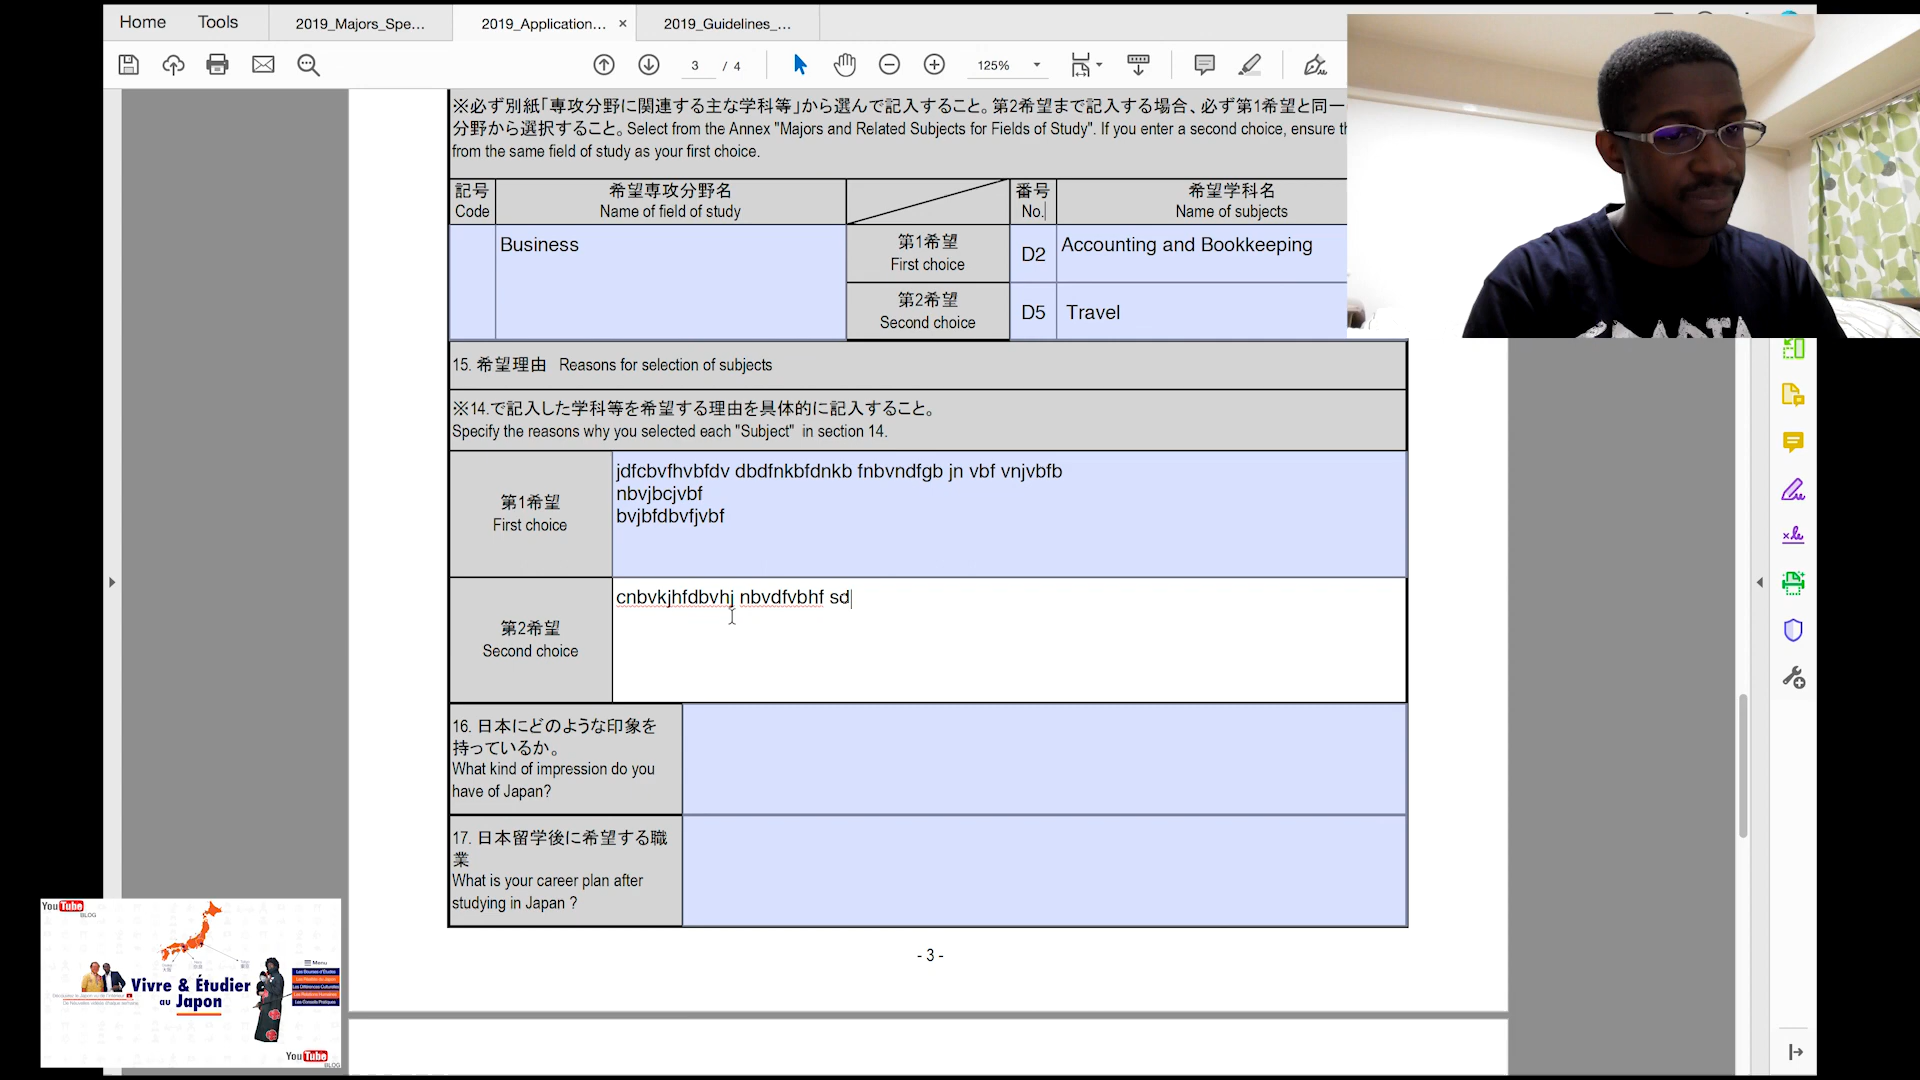 Home
Tools
2019_Majors_Spe...
2019_Application...
2019_Guidelines_...
3 / 4
125%
※必ず別紙「専攻分野に関連する主な学科等」から選んで記入すること。第2希望まで記入する場合、必ず第1希望と同一
分野から選択すること。Select from the Annex "Majors and Related Subjects for Fields of Study". If you enter a second choice, ensure
from the same field of study as your first choice.
記号
Code
希望専攻分野名
Name of field of study
番号
No.
希望学科名
Name of subjects
Business
第1希望
First choice
D2
Accounting and Bookkeeping
第2希望
Second choice
D5
Travel
15. 希望理由 Reasons for selection of subjects
※14.で記入した学科等を希望する理由を具体的に記入すること。
Specify the reasons why you selected each "Subject" in section 14.
第1希望
First choice
jdfcbvfhvbfdv dbdfnkbfdnkb fnbvndfgb jn vbf vnjvbfb
nbvjbcjvbf
bvjbfdbvfjvbf
第2希望
Second choice
cnbvkjhfdbvhj nbvdfvbhf sd
16. 日本にどのような印象を
持っているか。
What kind of impression do you
have of Japan?
17. 日本留学後に希望する職
業
What is your career plan after
studying in Japan ?
- 3 -
YouTube
BLOG
Menu
Vivre & Étudier
au Japon
YouTube
BLOG